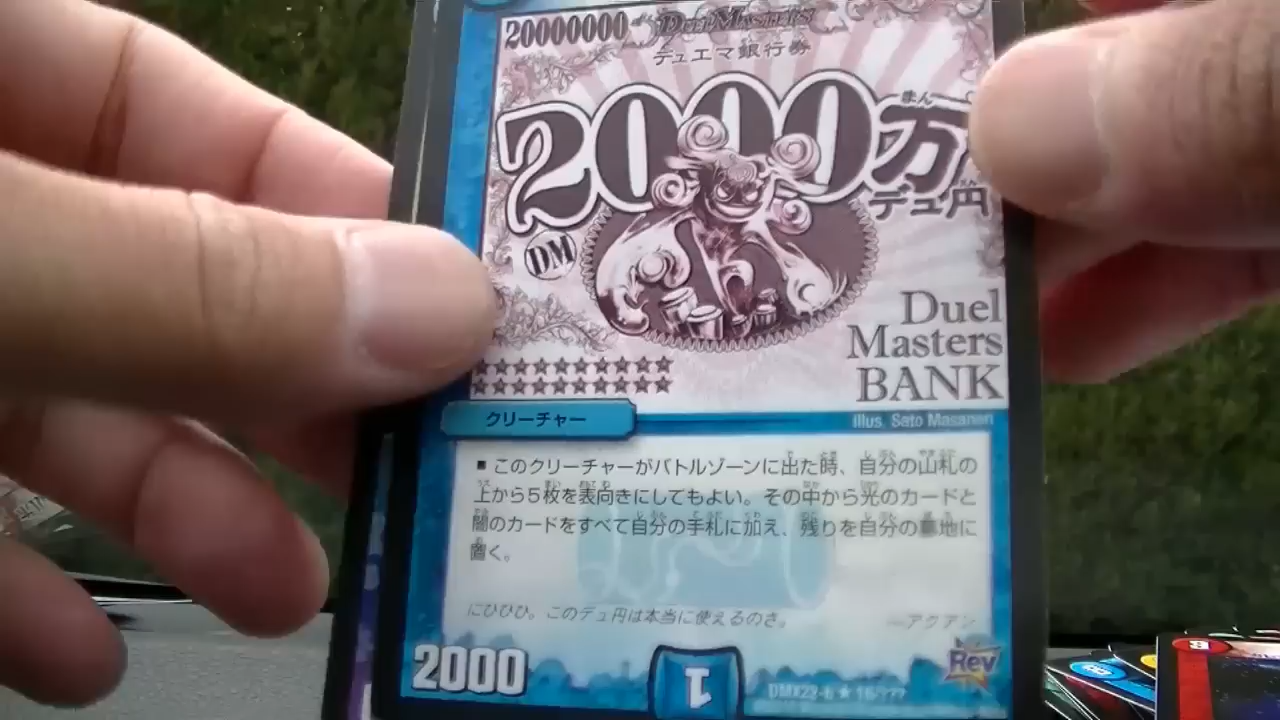 20000000
Duel Masters
デュエマ銀行券
2000万
まん
デュ円
DM
Duel
Masters
BANK
クリーチャー
illus. Sato Masanori
■ このクリーチャーがバトルゾーンに出た時、自分の山札の
上から5枚を表向きにしてもよい。その中から光のカードと
闇のカードをすべて自分の手札に加え、残りを自分の墓地に
置く。
にひひひ。このデュ円は本当に使えるのさ。 ―アクアン
2000
1
Rev
DMX22-b ★ 16/???